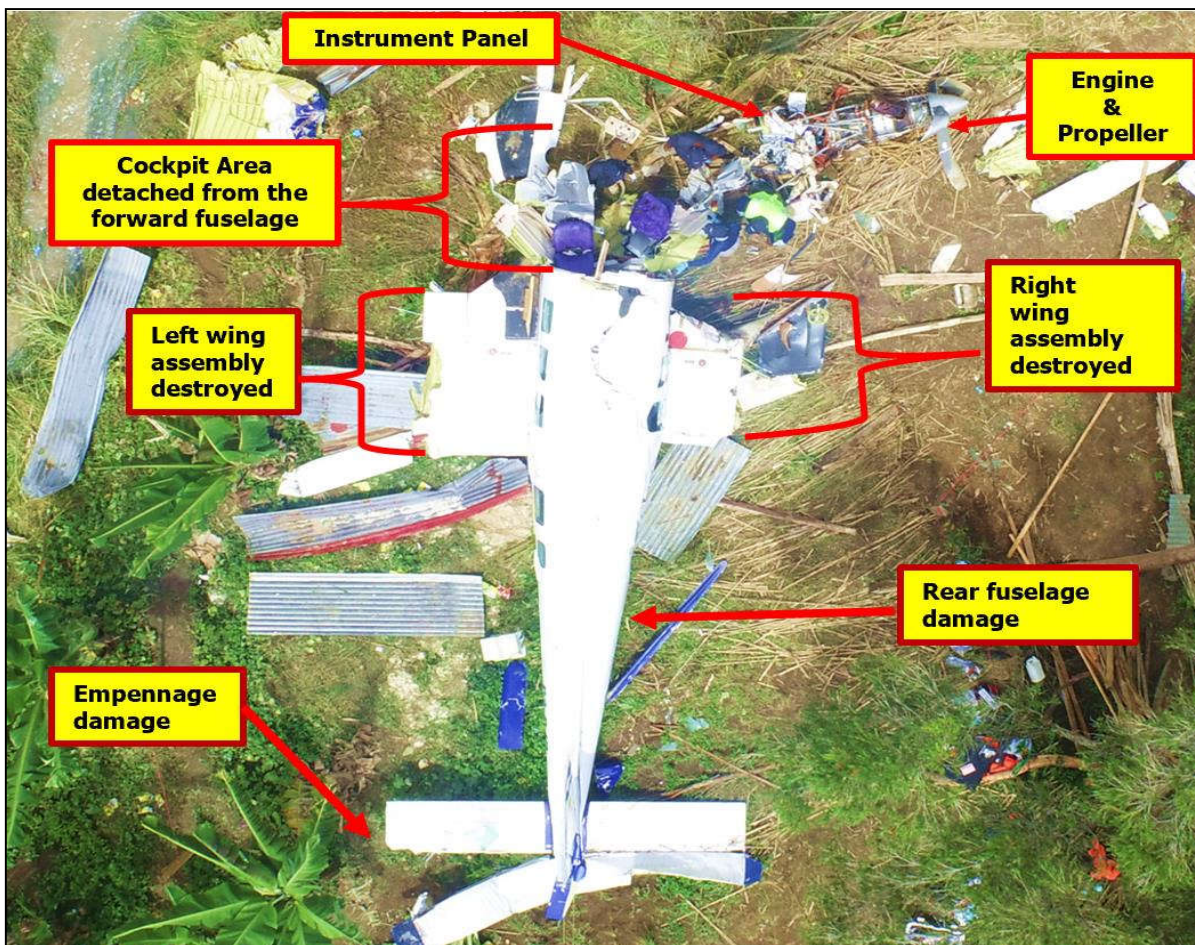 Instrument Panel
Engine
&
Propeller
Cockpit Area
detached from the
forward fuselage
Left wing
assembly
destroyed
Right
wing
assembly
destroyed
Rear fuselage
damage
Empennage
damage